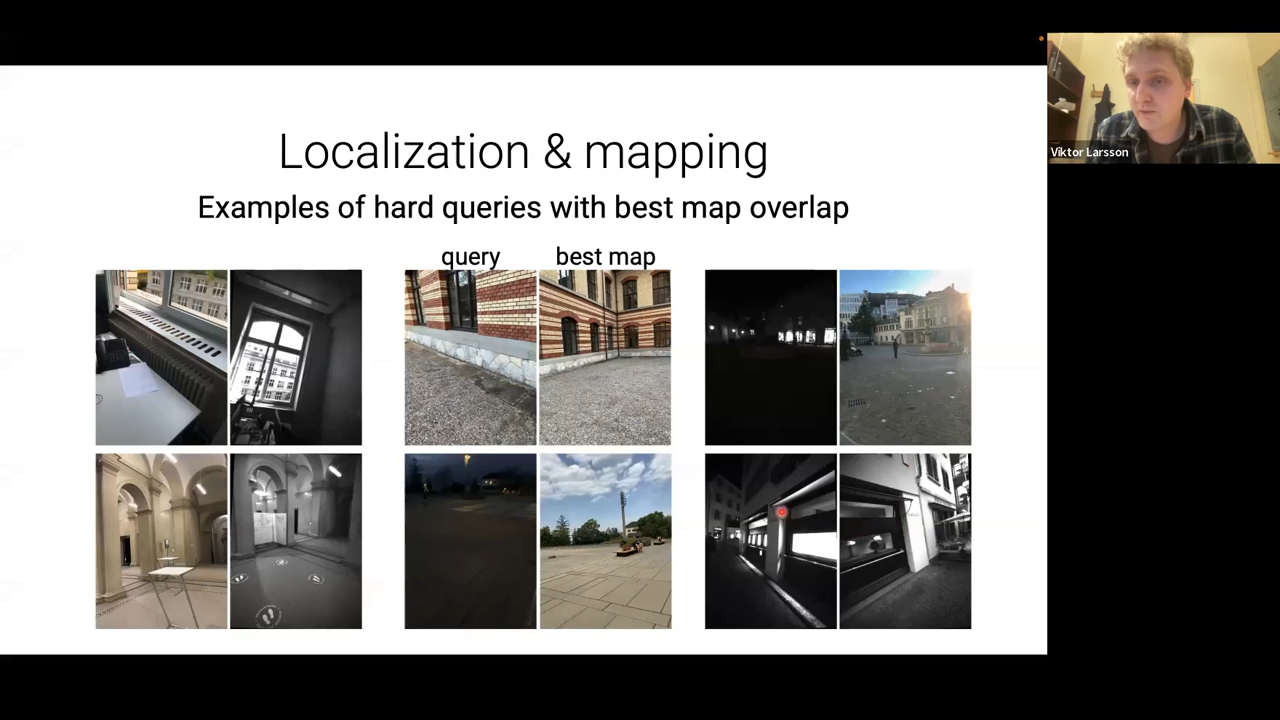 Localization & mapping
Examples of hard queries with best map overlap
query best map
Viktor Larsson